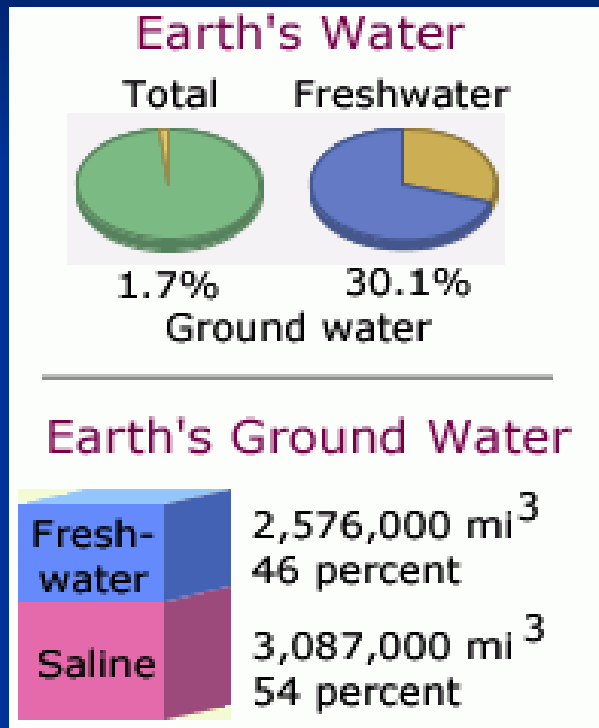 Earth's Water
Total Freshwater
1.7% 30.1%
Ground water
Earth's Ground Water
Fresh-
water
2,576,000 mi³
46 percent
Saline
3,087,000 mi³
54 percent